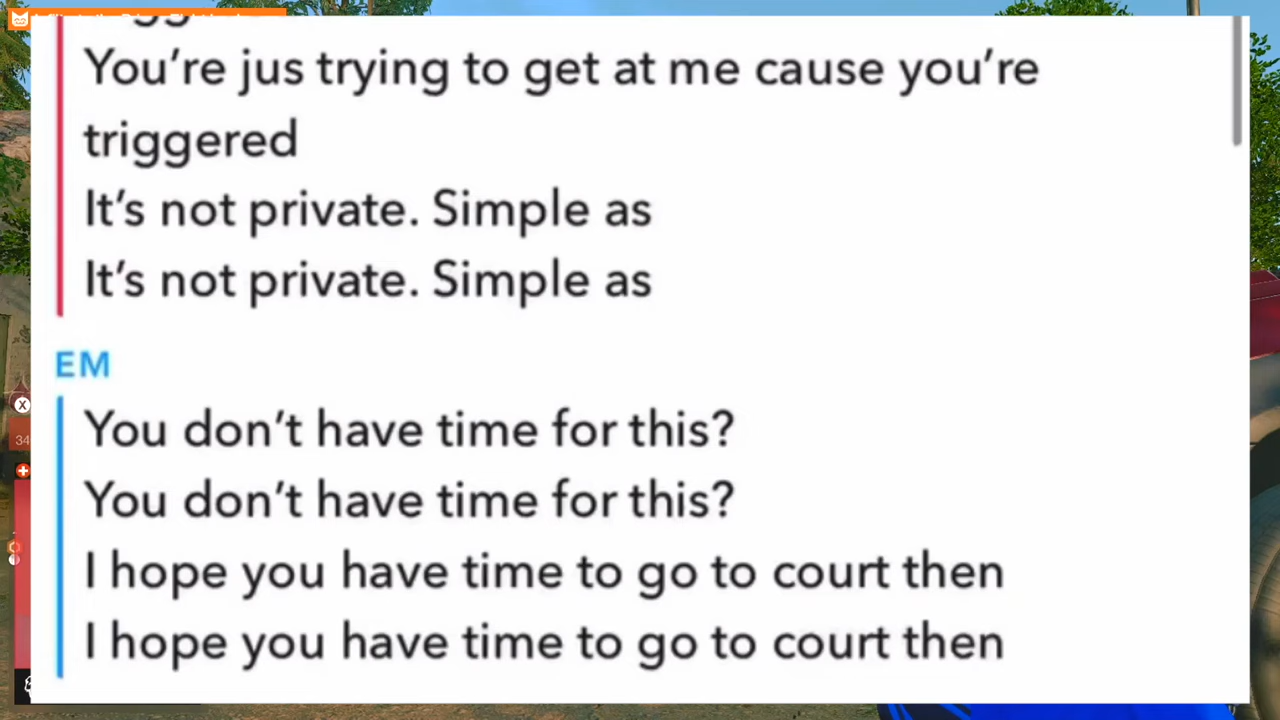 You're jus trying to get at me cause you're
triggered
It's not private. Simple as
It's not private. Simple as
EM
You don't have time for this?
You don't have time for this?
I hope you have time to go to court then
I hope you have time to go to court then
X
34